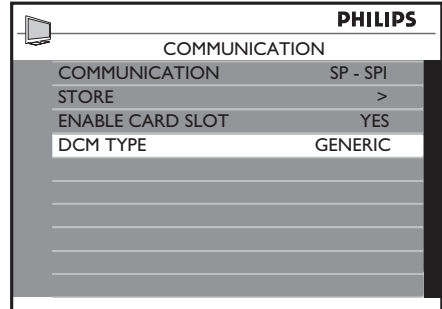 PHILIPS
COMMUNICATION
COMMUNICATION SP - SPI
STORE >
ENABLE CARD SLOT YES
DCM TYPE GENERIC